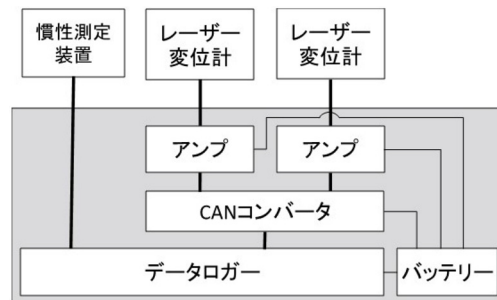 慣性測定
装置
レーザー
変位計
レーザー
変位計
アンプ
アンプ
CANコンバータ
データロガー
バッテリー